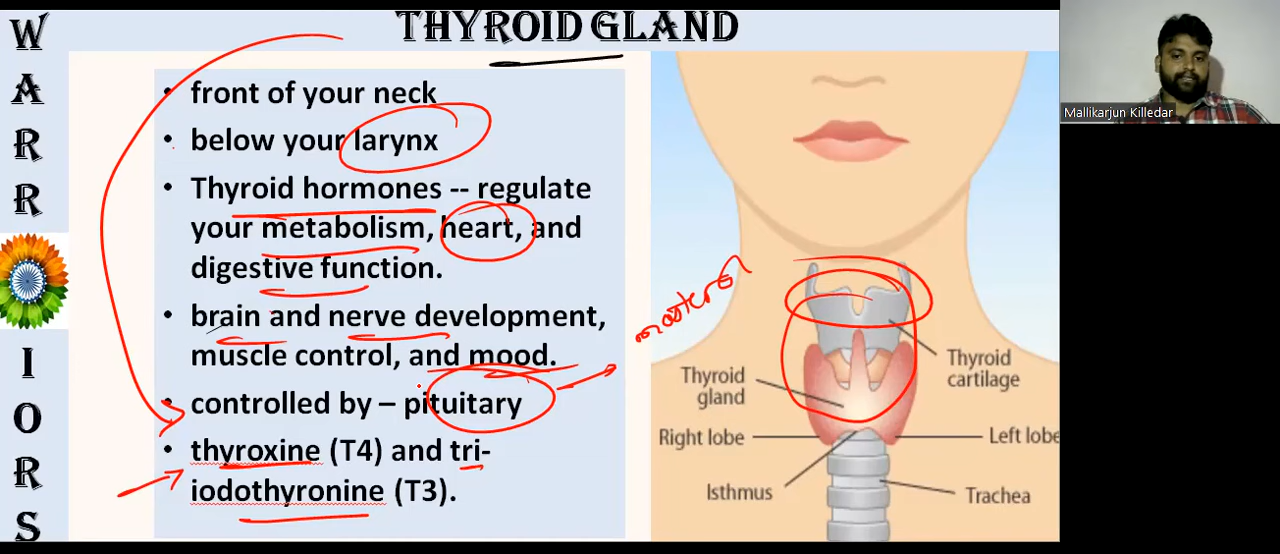 THYROID GLAND
WARRIORS
• front of your neck
• below your larynx
• Thyroid hormones -- regulate
your metabolism, heart, and
digestive function.
• brain and nerve development,
muscle control, and mood.
• controlled by – pituitary
• thyroxine (T4) and tri-
iodothyronine (T3).
Thyroid
cartilage
Thyroid
gland
Right lobe
Left lobe
Isthmus
Trachea
Mallikarjun Killedar